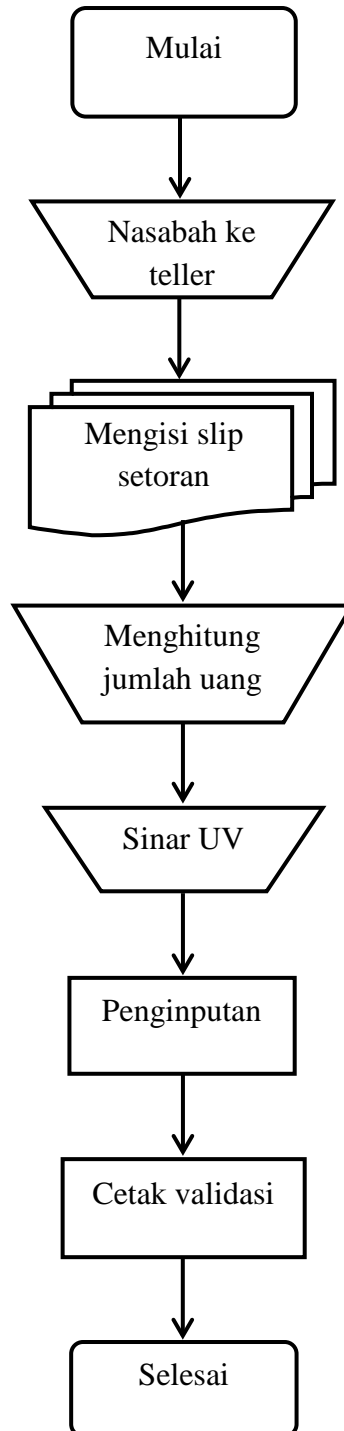 Mulai
Nasabah ke
teller
Mengisi slip
setoran
Menghitung
jumlah uang
Sinar UV
Penginputan
Cetak validasi
Selesai